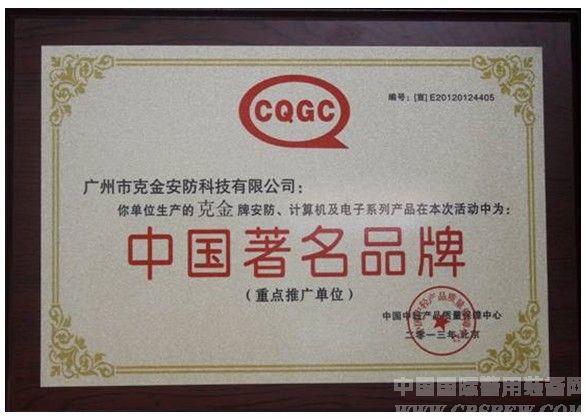 CQGC
编号：[宣]E20120124405
广州市克金安防科技有限公司：
你单位生产的克金牌安防、计算机及电子系列产品在本次活动中为：
中国著名品牌
（重点推广单位）
中国中轻产品质量保障中心
二零一三年 北京
中国国际警用装备网